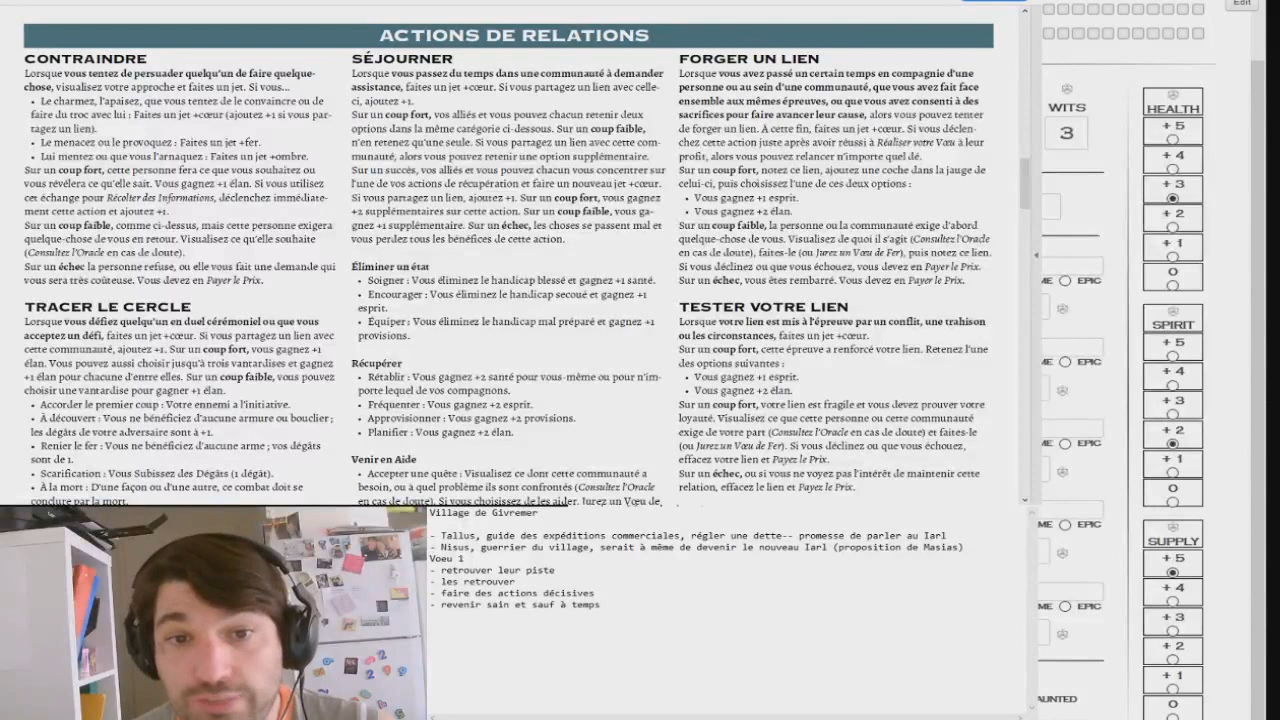 Edit
ACTIONS DE RELATIONS
CONTRAINDRE
Lorsque vous tentez de persuader quelqu'un de faire quelque-
chose, visualisez votre approche et faites un jet. Si vous...
• Le charmez, l'apaisez, que vous tentez de le convaincre ou de
faire du troc avec lui : Faites un jet +cœur (ajoutez +1 si vous par-
tagez un lien).
• Le menacez ou le provoquez : Faites un jet +fer.
• Lui mentez ou que vous l'arnaquez : Faites un jet +ombre.
Sur un coup fort, cette personne fera ce que vous souhaitez ou
vous révélera ce qu'elle sait. Vous gagnez +1 élan. Si vous utilisez
cet échange pour Récolter des Informations, déclenchez immédiate-
ment cette action et ajoutez +1.
Sur un coup faible, comme ci-dessus, mais cette personne exigera
quelque-chose de vous en retour. Visualisez ce qu'elle souhaite
(Consultez l'Oracle en cas de doute).
Sur un échec la personne refuse, ou elle vous fait une demande qui
vous sera très coûteuse. Vous devez en Payer le Prix.
TRACER LE CERCLE
Lorsque vous défiez quelqu'un en duel cérémoniel ou que vous
acceptez un défi, faites un jet +cœur. Si vous partagez un lien avec
cette communauté, ajoutez +1. Sur un coup fort, vous gagnez +1
élan. Vous pouvez aussi choisir jusqu'à trois vantardises et gagnez
+1 élan pour chacune d'entre elles. Sur un coup faible, vous pouvez
choisir une vantardise pour gagner +1 élan.
• Accorder le premier coup : Votre ennemi a l'initiative.
• À découvert : Vous ne bénéficiez d'aucune armure ou bouclier ;
les dégâts de votre adversaire sont à +1.
• Renier le fer : Vous ne bénéficiez d'aucune arme ; vos dégâts
sont de 1.
• Scarification : Vous Subissez des Dégâts (1 dégât).
• À la mort : D'une façon ou d'une autre, ce combat doit se
conclure par la mort.
SÉJOURNER
Lorsque vous passez du temps dans une communauté à demander
assistance, faites un jet +cœur. Si vous partagez un lien avec celle-
ci, ajoutez +1.
Sur un coup fort, vos alliés et vous pouvez chacun retenir deux
options dans la même catégorie ci-dessous. Sur un coup faible,
n'en retenez qu'une seule. Si vous partagez un lien avec cette com-
munauté, alors vous pouvez retenir une option supplémentaire.
Sur un succès, vos alliés et vous pouvez chacun vous concentrer sur
l'une de vos actions de récupération et faire un nouveau jet +cœur.
Si vous partagez un lien, ajoutez +1. Sur un coup fort, vous gagnez
+2 supplémentaires sur cette action. Sur un coup faible, vous ga-
gnez +1 supplémentaire. Sur un échec, les choses se passent mal et
vous perdez tous les bénéfices de cette action.
Éliminer un état
• Soigner : Vous éliminez le handicap blessé et gagnez +1 santé.
• Encourager : Vous éliminez le handicap secoué et gagnez +1
esprit.
• Équiper : Vous éliminez le handicap mal préparé et gagnez +1
provisions.
Récupérer
• Rétablir : Vous gagnez +2 santé pour vous-même ou pour n'im-
porte lequel de vos compagnons.
• Fréquenter : Vous gagnez +2 esprit.
• Approvisionner : Vous gagnez +2 provisions.
• Planifier : Vous gagnez +2 élan.
Venir en Aide
• Accepter une quête : Visualisez ce dont cette communauté a
besoin, ou à quel problème ils sont confrontés (Consultez l'Oracle
en cas de doute). Si vous choisissez de les aider, Jurez un Vœu de,
FORGER UN LIEN
Lorsque vous avez passé un certain temps en compagnie d'une
personne ou au sein d'une communauté, que vous avez fait face
ensemble aux mêmes épreuves, ou que vous avez consenti à des
sacrifices pour faire avancer leur cause, alors vous pouvez tenter
de forger un lien. À cette fin, faites un jet +cœur. Si vous déclen-
chez cette action juste après avoir réussi à Réaliser votre Vœu à leur
profit, alors vous pouvez relancer n'importe quel dé.
Sur un coup fort, notez ce lien, ajoutez une coche dans la jauge de
celui-ci, puis choisissez l'une de ces deux options :
• Vous gagnez +1 esprit.
• Vous gagnez +2 élan.
Sur un coup faible, la personne ou la communauté exige d'abord
quelque-chose de vous. Visualisez de quoi il s'agit (Consultez l'Oracle
en cas de doute), faites-le (ou Jurez un Vœu de Fer), puis notez ce lien.
Si vous déclinez ou que vous échouez, vous devez en Payer le Prix.
Sur un échec, vous êtes rembarré. Vous devez en Payer le Prix.
TESTER VOTRE LIEN
Lorsque votre lien est mis à l'épreuve par un conflit, une trahison
ou les circonstances, faites un jet +cœur.
Sur un coup fort, cette épreuve a renforcé votre lien. Retenez l'une
des options suivantes :
• Vous gagnez +1 esprit.
• Vous gagnez +2 élan.
Sur un coup fort, votre lien est fragile et vous devez prouver votre
loyauté. Visualisez ce que cette personne ou cette communauté
exige de votre part (Consultez l'Oracle en cas de doute) et faites-le
(ou Jurez un Vœu de Fer). Si vous déclinez ou que vous échouez,
effacez votre lien et Payez le Prix.
Sur un échec, ou si vous ne voyez pas l'intérêt de maintenir cette
relation, effacez le lien et Payez le Prix.
Village de Givremer
- Tallus, guide des expéditions commerciales, régler une dette-- promesse de parler au Iarl
- Nisus, guerrier du village, serait à même de devenir le nouveau Iarl (proposition de Masias)
Voeu 1
- retrouver leur piste
- les retrouver
- faire des actions décisives
- revenir sain et sauf à temps
WITS
3
ME EPIC
ME EPIC
ME EPIC
ME EPIC
ME EPIC
AUNTED
HEALTH
+5
+4
+3
+2
+1
0
SPIRIT
+5
+4
+3
+2
+1
0
SUPPLY
+5
+4
+3
+2
+1
0